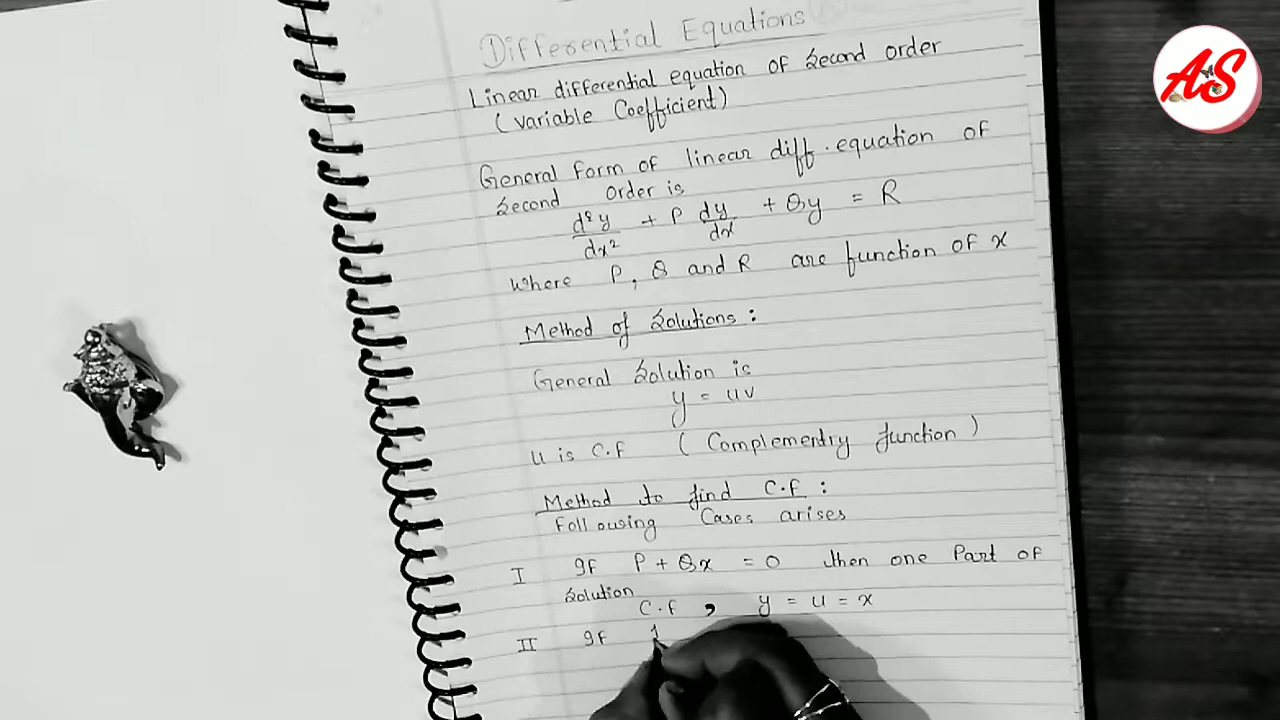 AS
Differential Equations
Linear differential equation of second order
(variable Coefficient)
General form of linear diff. equation of
second order is
d²y/dx² + P dy/dx + Qy = R
where P, Q and R are function of x
Method of Solutions:
General Solution is
y = uv
u is C.F (Complementry function)
Method to find C.F:
Following Cases arises
I If P + Qx = 0 then one Part of
solution
C.F, y = u = x
II If 1